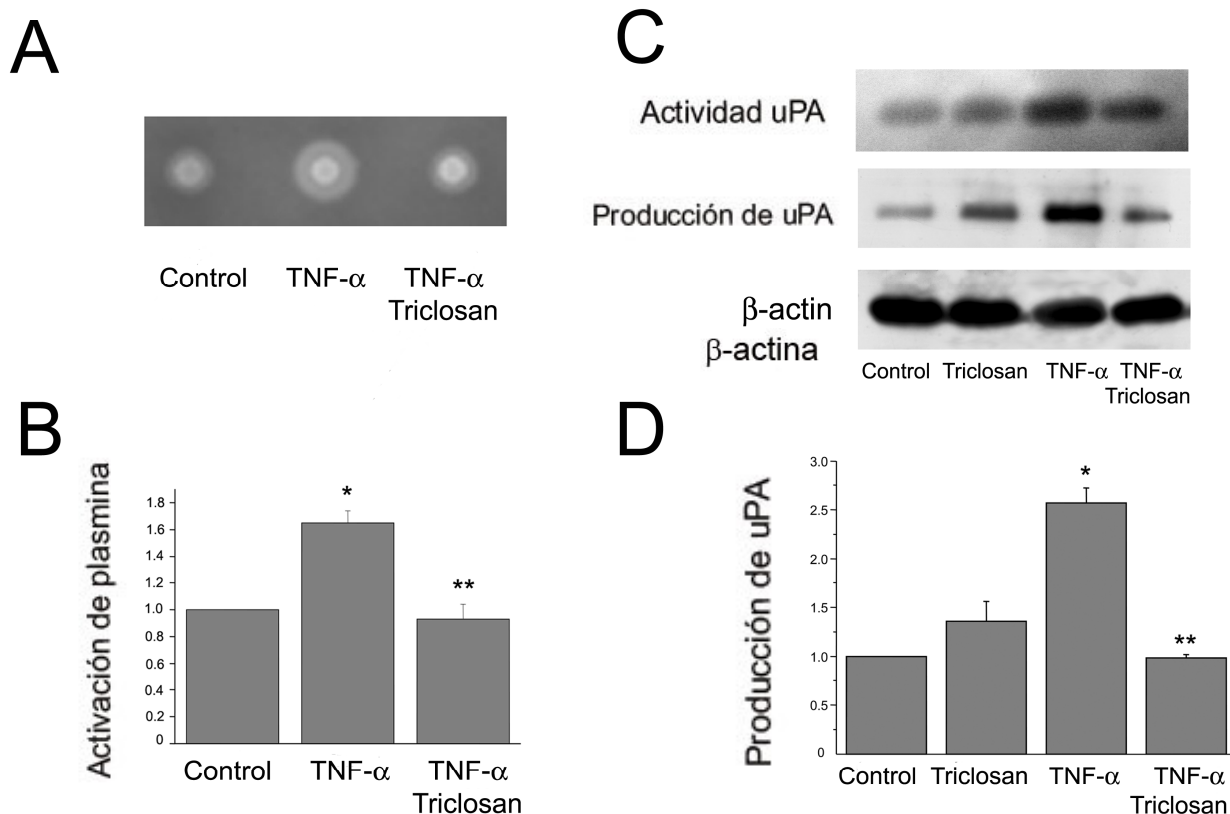 A
Control
TNF-α
TNF-α
Triclosan
B
Activación de plasmina
1.8
1.6
1.4
1.2
1.0
0.8
0.6
0.4
0.2
0
*
**
Control
TNF-α
TNF-α
Triclosan
C
Actividad uPA
Producción de uPA
β-actin
β-actina
Control
Triclosan
TNF-α
TNF-α
Triclosan
D
Producción de uPA
3.0
2.5
2.0
1.5
1.0
0.5
0
*
**
Control
Triclosan
TNF-α
TNF-α
Triclosan